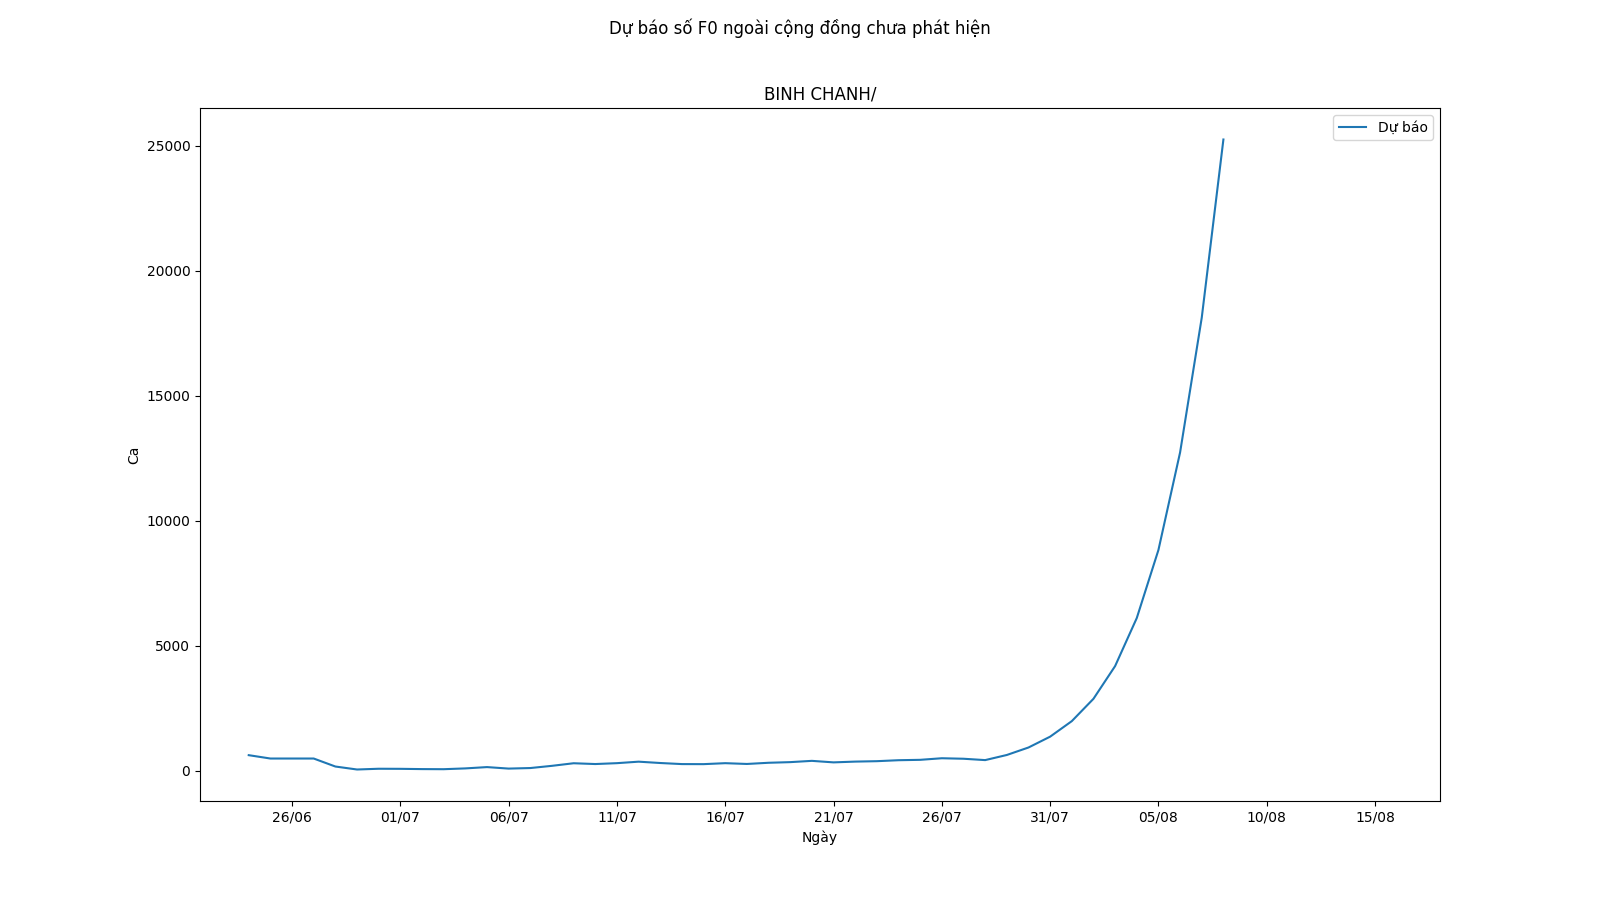 Dự báo số F0 ngoài cộng đồng chưa phát hiện
BINH CHANH/
Dự báo
25000
20000
15000
10000
5000
0
Ca
26/06 01/07 06/07 11/07 16/07 21/07 26/07 31/07 05/08 10/08 15/08
Ngày